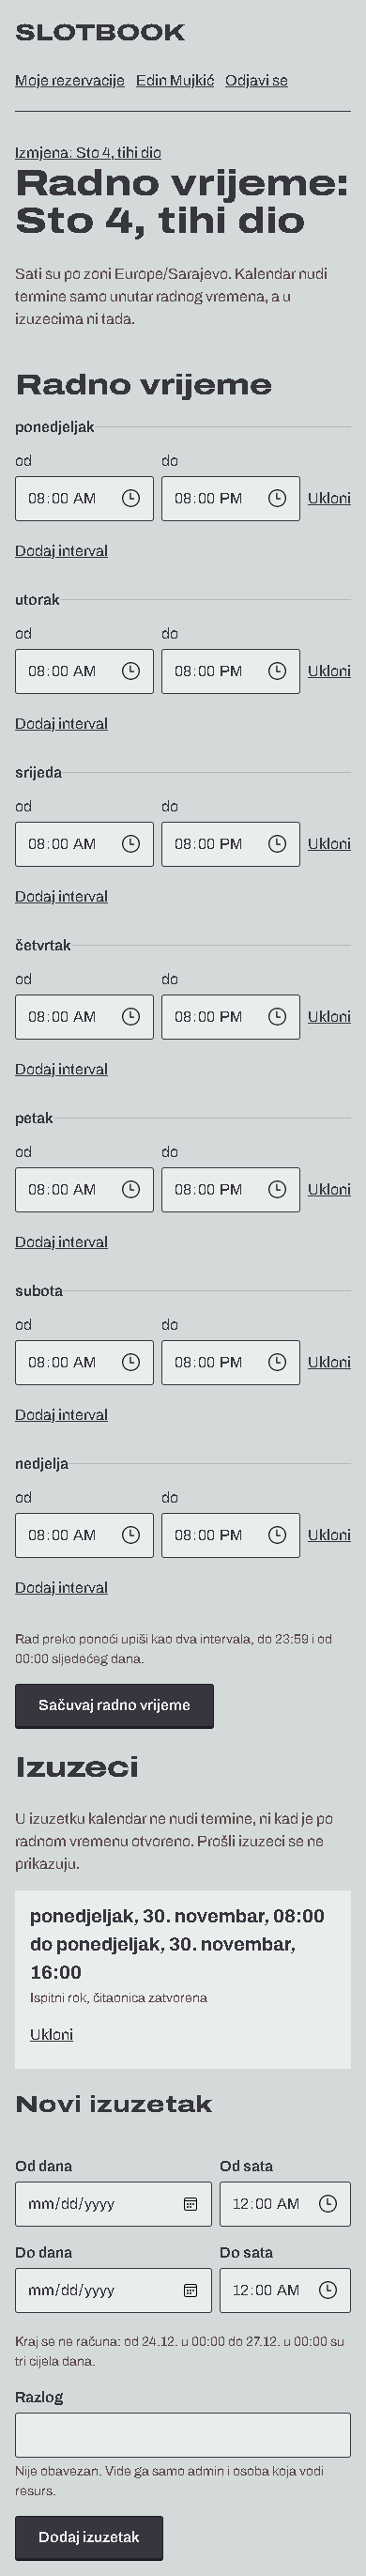 SLOTBOOK
Moje rezervacije Edin Mujkić Odjavi se
Izmjena: Sto 4, tihi dio
Radno vrijeme:
Sto 4, tihi dio
Sati su po zoni Europe/Sarajevo. Kalendar nudi
termine samo unutar radnog vremena, a u
izuzecima ni tada.
Radno vrijeme
ponedjeljak
od do
08:00 AM 08:00 PM Ukloni
Dodaj interval
utorak
od do
08:00 AM 08:00 PM Ukloni
Dodaj interval
srijeda
od do
08:00 AM 08:00 PM Ukloni
Dodaj interval
četvrtak
od do
08:00 AM 08:00 PM Ukloni
Dodaj interval
petak
od do
08:00 AM 08:00 PM Ukloni
Dodaj interval
subota
od do
08:00 AM 08:00 PM Ukloni
Dodaj interval
nedjelja
od do
08:00 AM 08:00 PM Ukloni
Dodaj interval
Rad preko ponoći upiši kao dva intervala, do 23:59 i od
00:00 sljedećeg dana.
Sačuvaj radno vrijeme
Izuzeci
U izuzetku kalendar ne nudi termine, ni kad je po
radnom vremenu otvoreno. Prošli izuzeci se ne
prikazuju.
ponedjeljak, 30. novembar, 08:00
do ponedjeljak, 30. novembar,
16:00
Ispitni rok, čitaonica zatvorena
Ukloni
Novi izuzetak
Od dana Od sata
mm/dd/yyyy 12:00 AM
Do dana Do sata
mm/dd/yyyy 12:00 AM
Kraj se ne računa: od 24.12. u 00:00 do 27.12. u 00:00 su
tri cijela dana.
Razlog
Nije obavezan. Vide ga samo admin i osoba koja vodi
resurs.
Dodaj izuzetak